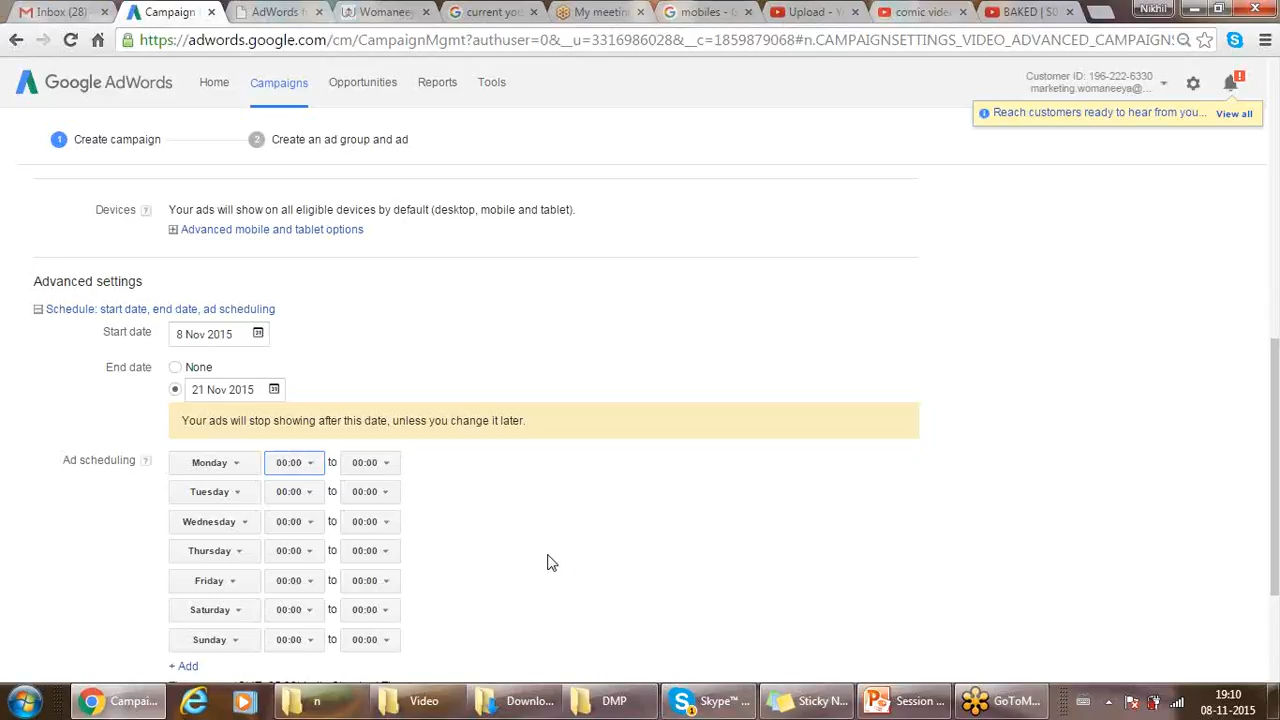 Inbox (28)
Campaign
AdWords
Womanee
current yo
My meetin
mobiles - G
Upload - V
comic vide
BAKED | S
Nikhil
https://adwords.google.com/cm/CampaignMgmt?authuser=0&__u=3316986028&__c=1859879068#n.CAMPAIGNSETTINGS_VIDEO_ADVANCED_CAMPAIGNS
Google AdWords
Home
Campaigns
Opportunities
Reports
Tools
Customer ID: 196-222-6330
marketing.womaneeya@...
Reach customers ready to hear from you... View all
1 Create campaign
2 Create an ad group and ad
Devices ? Your ads will show on all eligible devices by default (desktop, mobile and tablet).
Advanced mobile and tablet options
Advanced settings
Schedule: start date, end date, ad scheduling
Start date 8 Nov 2015
End date None
21 Nov 2015
Your ads will stop showing after this date, unless you change it later.
Ad scheduling ? Monday 00:00 to 00:00
Tuesday 00:00 to 00:00
Wednesday 00:00 to 00:00
Thursday 00:00 to 00:00
Friday 00:00 to 00:00
Saturday 00:00 to 00:00
Sunday 00:00 to 00:00
+ Add
Campai...
n
Video
Downlo...
DMP
Skype™ ...
Sticky N...
Session ...
GoToM...
19:10
08-11-2015